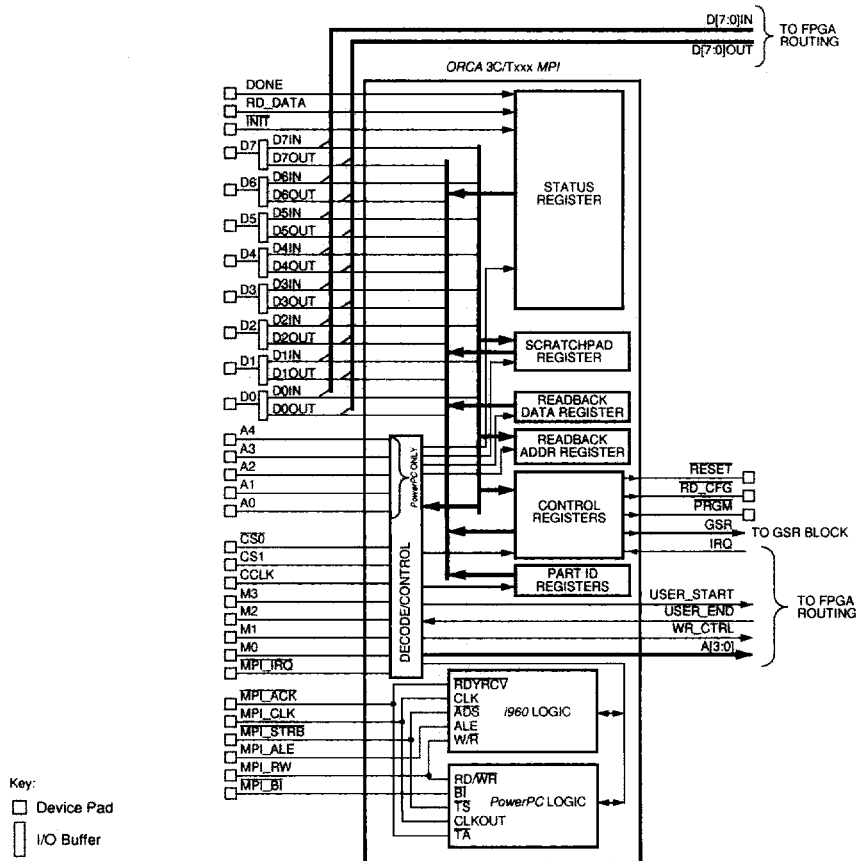 D[7:0]IN
D[7:0]OUT
TO FPGA
ROUTING
ORCA 3C/Txxx MPI
DONE
RD_DATA
INIT
D7
D7IN
D7OUT
D6
D6IN
D6OUT
D5
D5IN
D5OUT
D4
D4IN
D4OUT
D3
D3IN
D3OUT
D2
D2IN
D2OUT
D1
D1IN
D1OUT
D0
D0IN
D0OUT
STATUS
REGISTER
SCRATCHPAD
REGISTER
READBACK
DATA REGISTER
READBACK
ADDR REGISTER
CONTROL
REGISTERS
PART ID
REGISTERS
A4
A3
A2
A1
A0
PowerPC ONLY
DECODE/CONTROL
CS0
CS1
CCLK
M3
M2
M1
M0
MPI_IRQ
MPI_ACK
MPI_CLK
MPI_STRB
MPI_ALE
MPI_RW
MPI_BI
RESET
RD_CFG
PRGM
GSR
TO GSR BLOCK
IRQ
USER_START
USER_END
WR_CTRL
A[3:0]
TO FPGA
ROUTING
RDYRCV
CLK
ADS
ALE
W/R
i960 LOGIC
RD/WR
BI
TS
CLKOUT
TA
PowerPC LOGIC
Key:
Device Pad
I/O Buffer